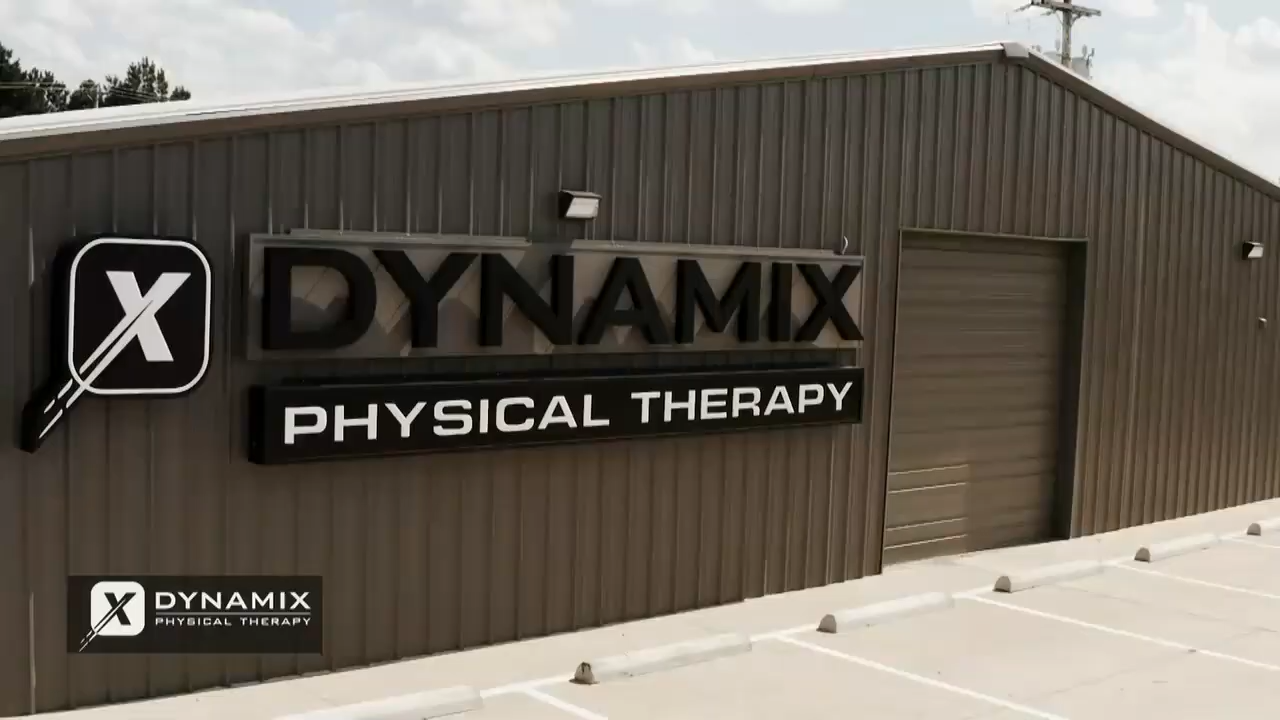 X
DYNAMIX
PHYSICAL THERAPY
X
DYNAMIX
PHYSICAL THERAPY